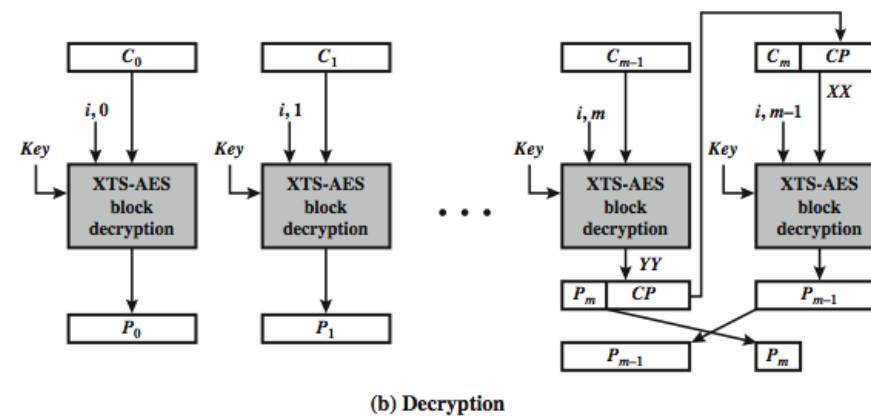 C₀ C₁ Cₘ₋₁ Cₘ CP
XX
i, 0 i, 1 i, m i, m–1
Key Key Key Key
XTS-AES XTS-AES XTS-AES XTS-AES
block block block block
decryption decryption • • • decryption decryption
YY
Pₘ CP Pₘ₋₁
P₀ P₁
Pₘ₋₁ Pₘ
(b) Decryption